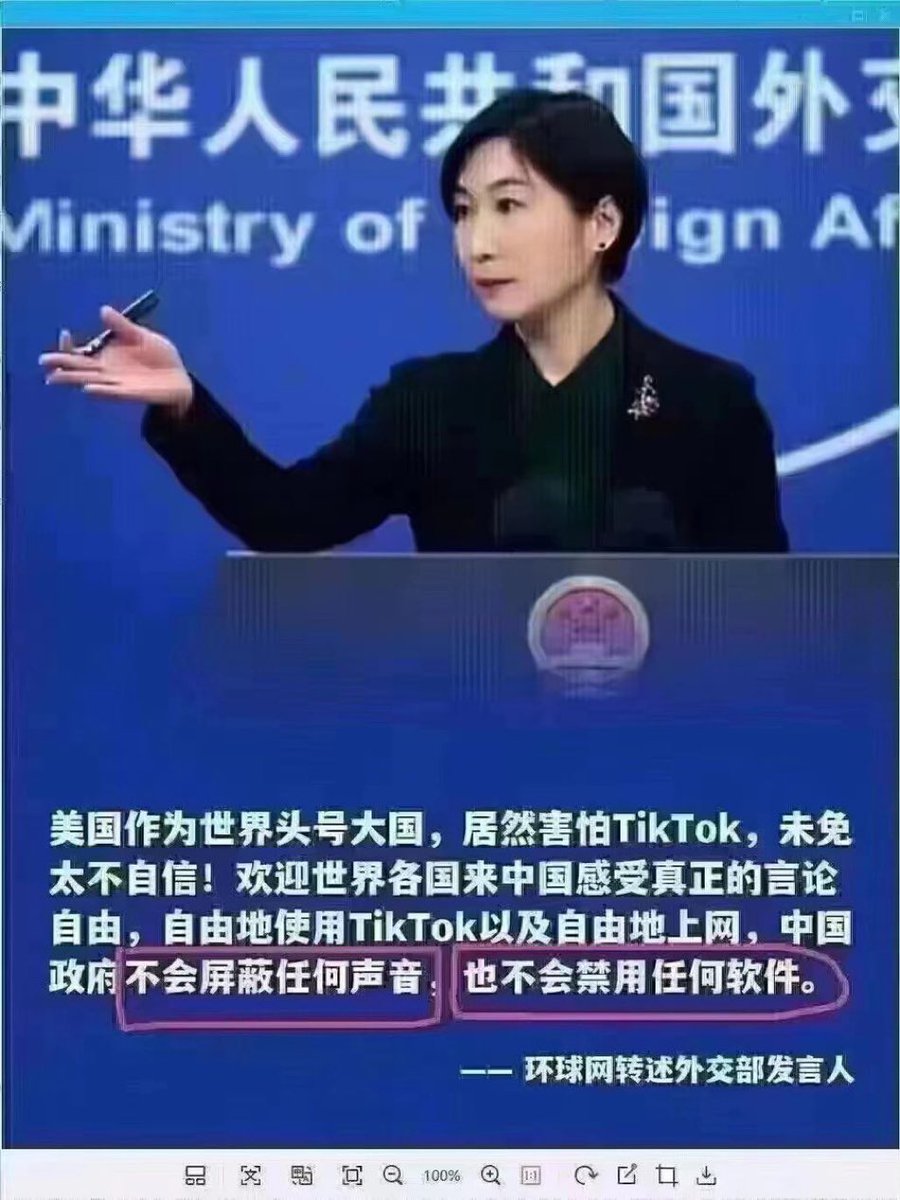 中华人民共和国外交
Ministry of Foreign Af
美国作为世界头号大国，居然害怕TikTok，未免
太不自信！欢迎世界各国来中国感受真正的言论
自由，自由地使用TikTok以及自由地上网，中国
政府不会屏蔽任何声音，也不会禁用任何软件。
—— 环球网转述外交部发言人
100%
1:1